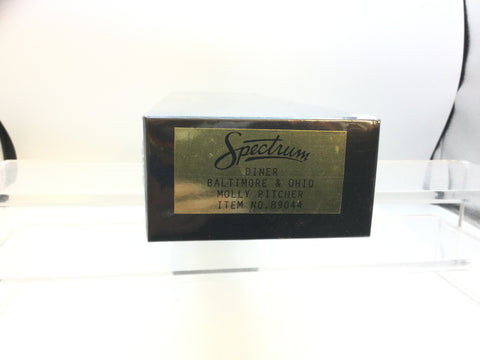 Spectrum
DINER
BALTIMORE & OHIO
MOLLY PITCHER
ITEM NO.89044